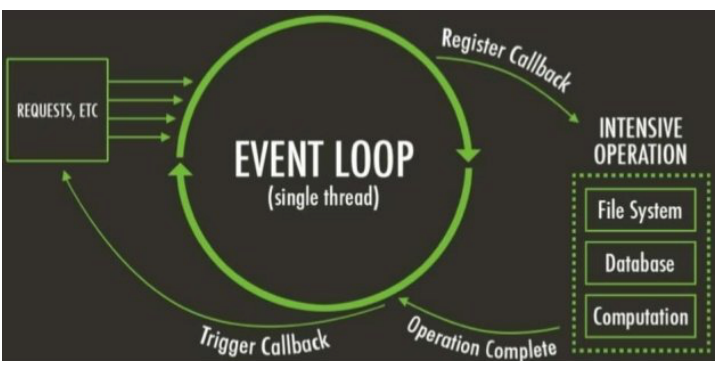 REQUESTS, ETC
EVENT LOOP
(single thread)
Register Callback
INTENSIVE
OPERATION
File System
Database
Computation
Operation Complete
Trigger Callback